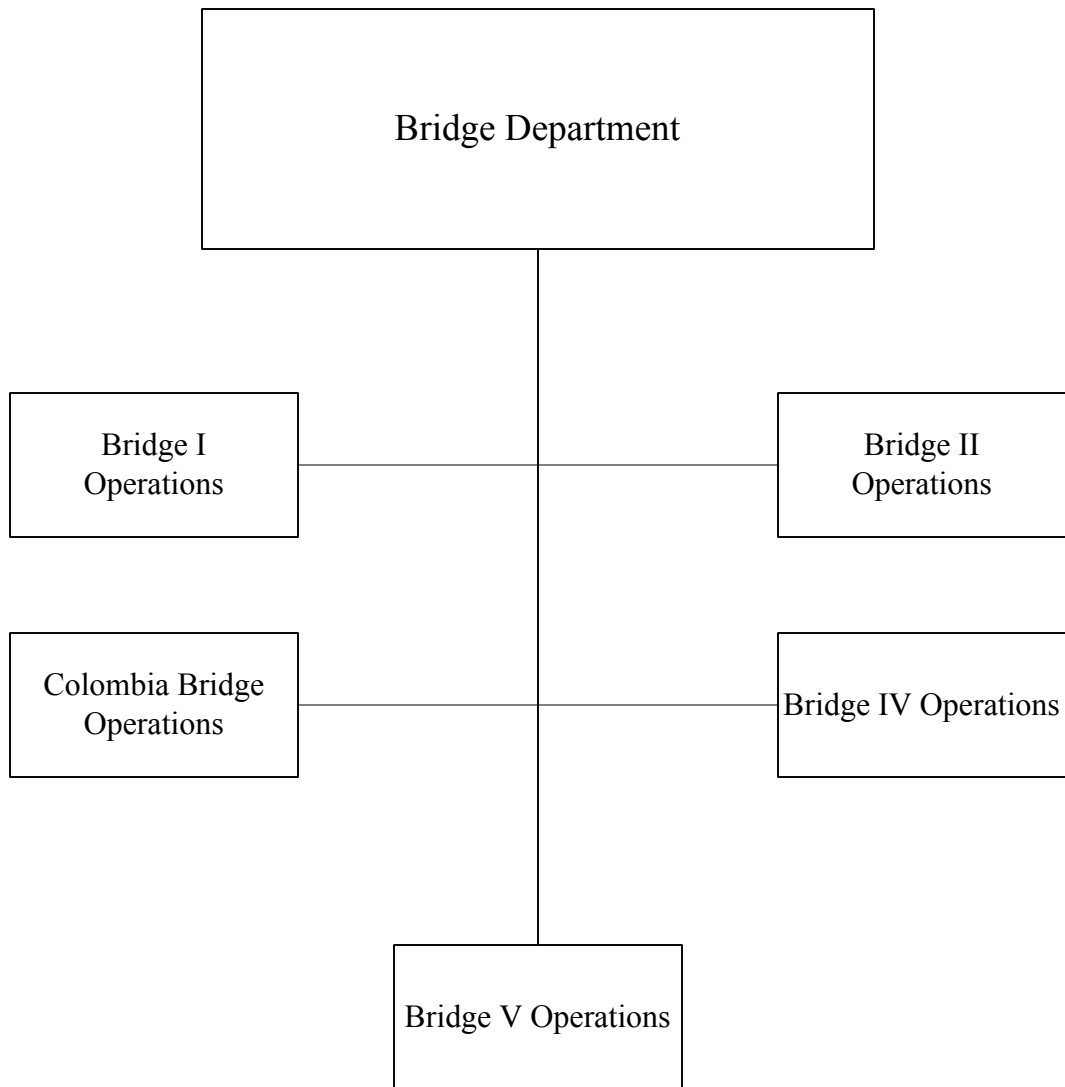 Bridge Department
Bridge I
Operations
Bridge II
Operations
Colombia Bridge
Operations
Bridge IV Operations
Bridge V Operations